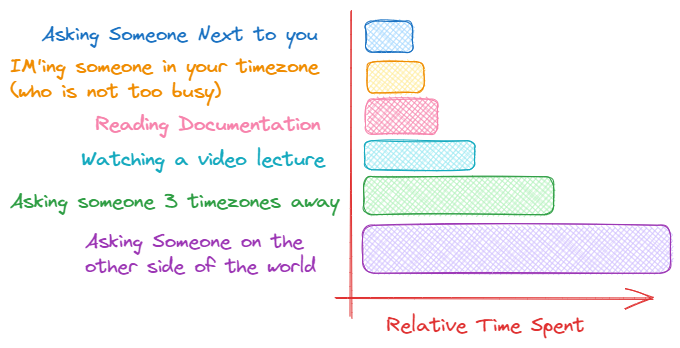 Asking Someone Next to you
IM'ing someone in your timezone
(who is not too busy)
Reading Documentation
Watching a video lecture
Asking someone 3 timezones away
Asking Someone on the
other side of the world
Relative Time Spent